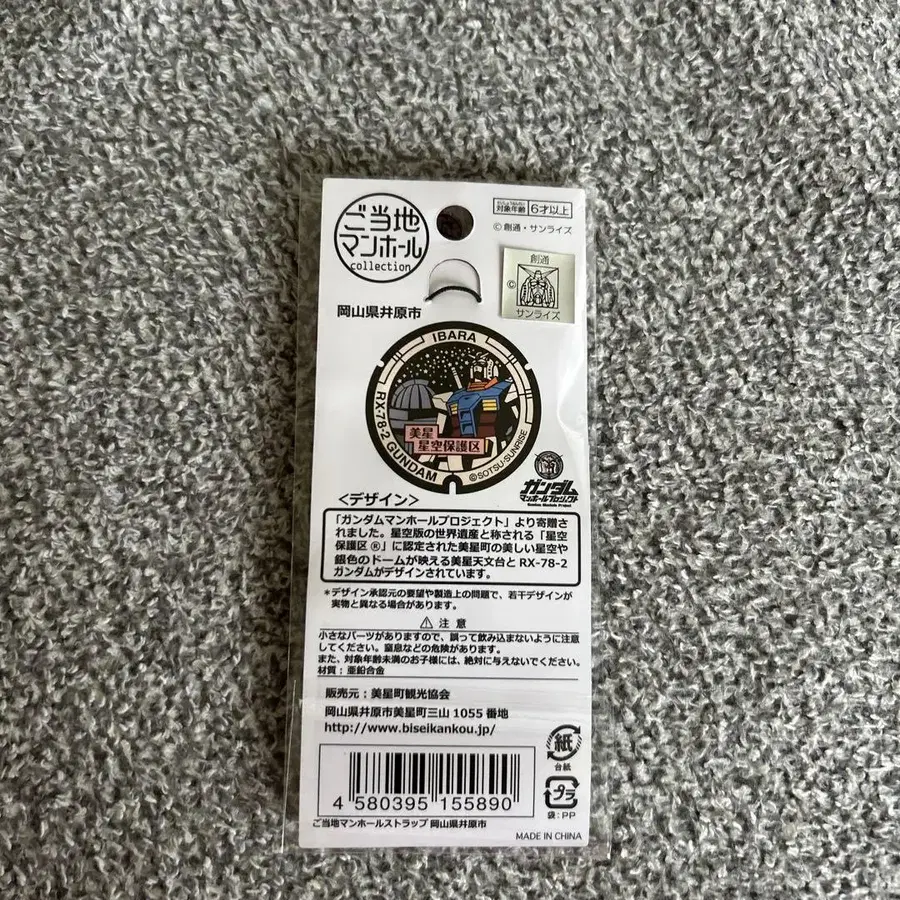 ご当地
マンホール
collection
対象年齢 6才以上
©創通・サンライズ
創通
©
サンライズ
岡山県井原市
IBARA
RX-78-2 GUNDAM
©SOTSU・SUNRISE
美星
星空保護区
ガンダム
マンホールプロジェクト
Gundam Manhole Project
<デザイン>
「ガンダムマンホールプロジェクト」より寄贈さ
れました。星空版の世界遺産と称される「星空
保護区®」に認定された美星町の美しい星空や
銀色のドームが映える美星天文台と RX-78-2
ガンダムがデザインされています。
*デザイン承認元の要望や製造上の問題で、若干デザインが
実物と異なる場合があります。
⚠ 注 意
小さなパーツがありますので、誤って飲み込まないように注意
してください。窒息などの危険があります。
また、対象年齢未満のお子様には、絶対に与えないでください。
材質:亜鉛合金
販売元:美星町観光協会
岡山県井原市美星町三山 1055 番地
http://www.biseikankou.jp/
紙
台紙
プラ
袋:PP
4 580395 155890
ご当地マンホールストラップ 岡山県井原市
MADE IN CHINA